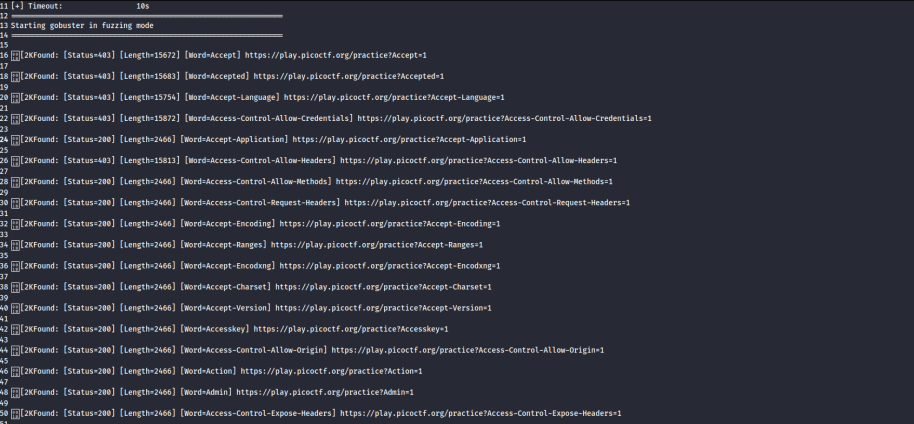 11 [+] Timeout: 10s
12 ===============================================================
13 Starting gobuster in fuzzing mode
14 ===============================================================
15
16 [2KFound: [Status=403] [Length=15672] [Word=Accept] https://play.picoctf.org/practice?Accept=1
17
18 [2KFound: [Status=403] [Length=15683] [Word=Accepted] https://play.picoctf.org/practice?Accepted=1
19
20 [2KFound: [Status=403] [Length=15754] [Word=Accept-Language] https://play.picoctf.org/practice?Accept-Language=1
21
22 [2KFound: [Status=403] [Length=15872] [Word=Access-Control-Allow-Credentials] https://play.picoctf.org/practice?Access-Control-Allow-Credentials=1
23
24 [2KFound: [Status=200] [Length=2466] [Word=Accept-Application] https://play.picoctf.org/practice?Accept-Application=1
25
26 [2KFound: [Status=403] [Length=15813] [Word=Access-Control-Allow-Headers] https://play.picoctf.org/practice?Access-Control-Allow-Headers=1
27
28 [2KFound: [Status=200] [Length=2466] [Word=Access-Control-Allow-Methods] https://play.picoctf.org/practice?Access-Control-Allow-Methods=1
29
30 [2KFound: [Status=200] [Length=2466] [Word=Access-Control-Request-Headers] https://play.picoctf.org/practice?Access-Control-Request-Headers=1
31
32 [2KFound: [Status=200] [Length=2466] [Word=Accept-Encoding] https://play.picoctf.org/practice?Accept-Encoding=1
33
34 [2KFound: [Status=200] [Length=2466] [Word=Accept-Ranges] https://play.picoctf.org/practice?Accept-Ranges=1
35
36 [2KFound: [Status=200] [Length=2466] [Word=Accept-Encodxng] https://play.picoctf.org/practice?Accept-Encodxng=1
37
38 [2KFound: [Status=200] [Length=2466] [Word=Accept-Charset] https://play.picoctf.org/practice?Accept-Charset=1
39
40 [2KFound: [Status=200] [Length=2466] [Word=Accept-Version] https://play.picoctf.org/practice?Accept-Version=1
41
42 [2KFound: [Status=200] [Length=2466] [Word=Accesskey] https://play.picoctf.org/practice?Accesskey=1
43
44 [2KFound: [Status=200] [Length=2466] [Word=Access-Control-Allow-Origin] https://play.picoctf.org/practice?Access-Control-Allow-Origin=1
45
46 [2KFound: [Status=200] [Length=2466] [Word=Action] https://play.picoctf.org/practice?Action=1
47
48 [2KFound: [Status=200] [Length=2466] [Word=Admin] https://play.picoctf.org/practice?Admin=1
49
50 [2KFound: [Status=200] [Length=2466] [Word=Access-Control-Expose-Headers] https://play.picoctf.org/practice?Access-Control-Expose-Headers=1